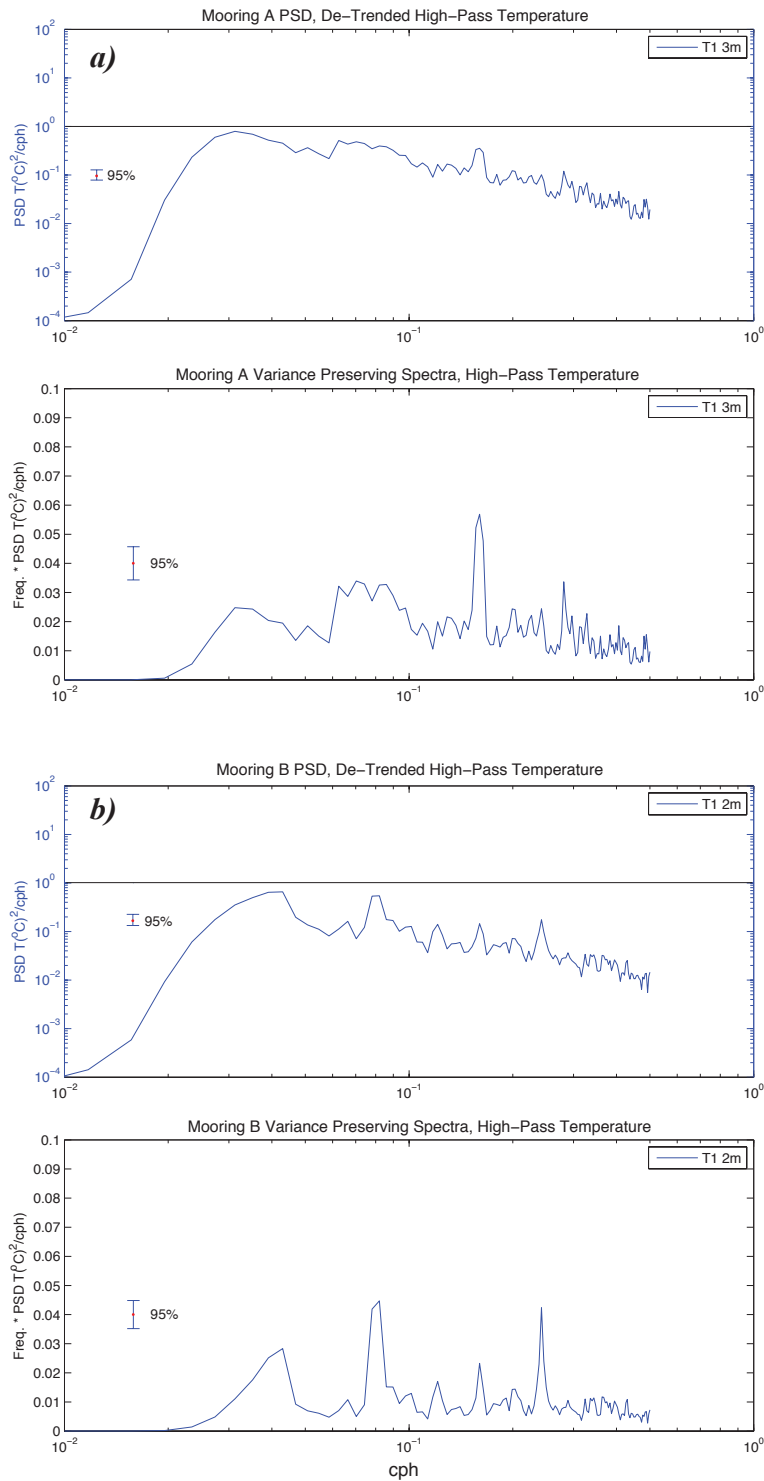 Mooring A PSD, De-Trended High-Pass Temperature
a)
T1 3m
PSD T(°C)²/cph)
10²
10¹
10⁰
10⁻¹
10⁻²
10⁻³
10⁻⁴
95%
10⁻² 10⁻¹ 10⁰
Mooring A Variance Preserving Spectra, High-Pass Temperature
T1 3m
Freq. * PSD T(°C)²/cph)
0.1
0.09
0.08
0.07
0.06
0.05
0.04
0.03
0.02
0.01
0
95%
10⁻² 10⁻¹ 10⁰
Mooring B PSD, De-Trended High-Pass Temperature
b)
T1 2m
PSD T(°C)²/cph)
10²
10¹
10⁰
10⁻¹
10⁻²
10⁻³
10⁻⁴
95%
10⁻² 10⁻¹ 10⁰
Mooring B Variance Preserving Spectra, High-Pass Temperature
T1 2m
Freq. * PSD T(°C)²/cph)
0.1
0.09
0.08
0.07
0.06
0.05
0.04
0.03
0.02
0.01
0
95%
10⁻² 10⁻¹ 10⁰
cph